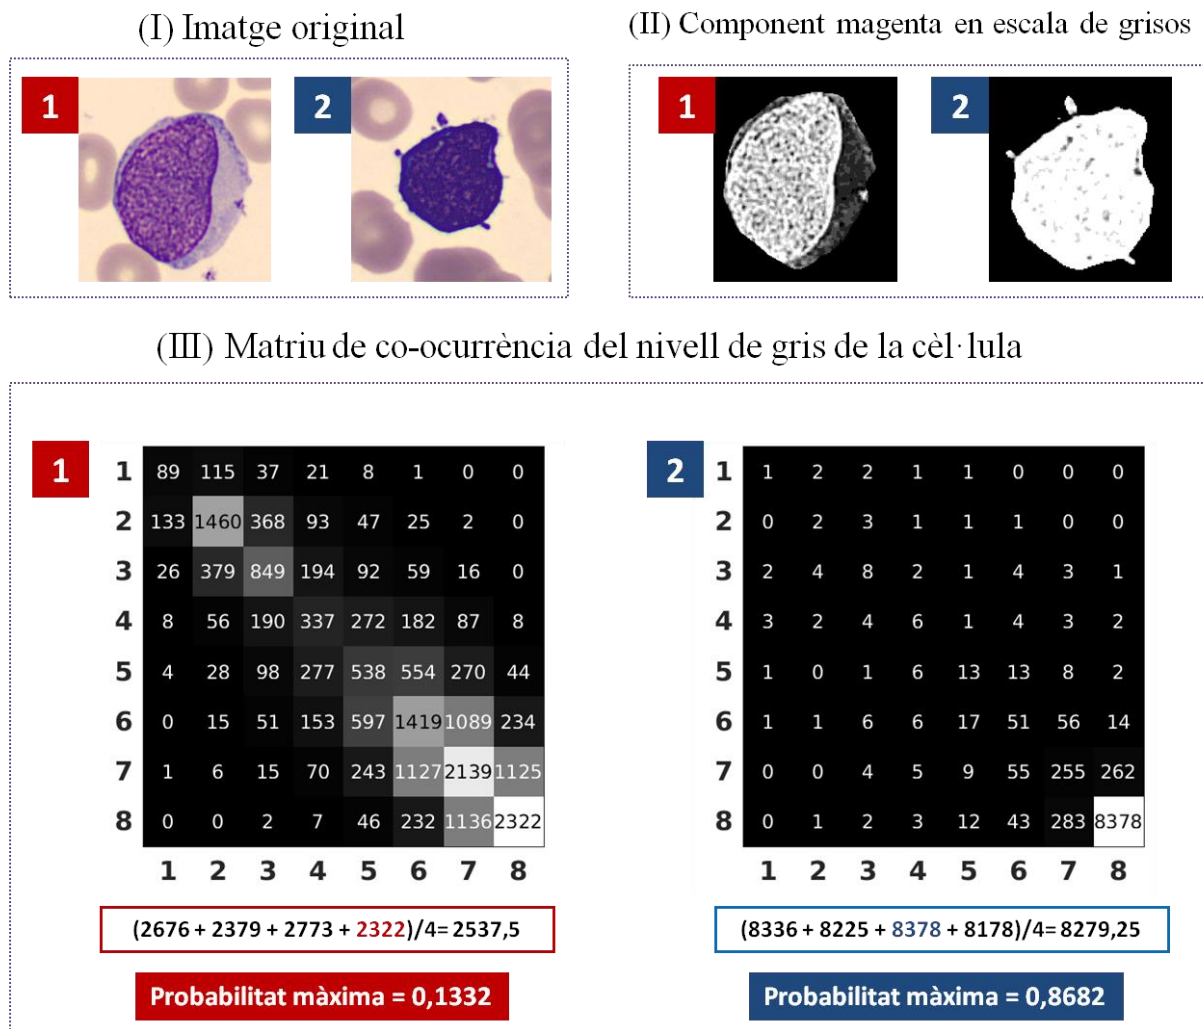 (I) Imatge original
(II) Component magenta en escala de grisos
1
2
1
2
(III) Matriu de co-ocurrència del nivell de gris de la cèl·lula
1
1 89 115 37 21 8 1 0 0
2 133 1460 368 93 47 25 2 0
3 26 379 849 194 92 59 16 0
4 8 56 190 337 272 182 87 8
5 4 28 98 277 538 554 270 44
6 0 15 51 153 597 1419 1089 234
7 1 6 15 70 243 1127 2139 1125
8 0 0 2 7 46 232 1136 2322
1 2 3 4 5 6 7 8
(2676 + 2379 + 2773 + 2322)/4= 2537,5
Probabilitat màxima = 0,1332
2
1 1 2 2 1 1 0 0 0
2 0 2 3 1 1 1 0 0
3 2 4 8 2 1 4 3 1
4 3 2 4 6 1 4 3 2
5 1 0 1 6 13 13 8 2
6 1 1 6 6 17 51 56 14
7 0 0 4 5 9 55 255 262
8 0 1 2 3 12 43 283 8378
1 2 3 4 5 6 7 8
(8336 + 8225 + 8378 + 8178)/4= 8279,25
Probabilitat màxima = 0,8682